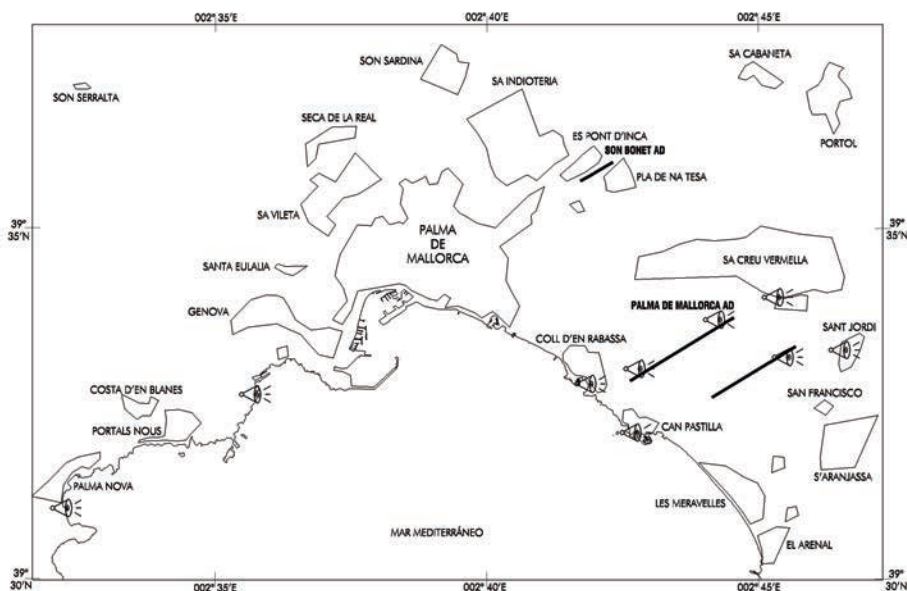 002° 35'E
002° 40'E
002° 45'E
SON SARDINA
SA CABANETA
SA INDIOTERIA
SON SERRALTA
SECA DE LA REAL
ES PONT D'INCA
SON BONET AD
PORTOL
PLA DE NA TESA
SA VILETA
39°
35'N
39°
35'N
PALMA
DE
MALLORCA
SA CREU VERMELLA
SANTA EULALIA
GENOVA
PALMA DE MALLORCA AD
COLL D'EN RABASSA
SANT JORDI
COSTA D'EN BLANES
SAN FRANCISCO
PORTALS NOUS
CAN PASTILLA
S'ARANJASSA
PALMA NOVA
LES MERAVELLES
MAR MEDITERRÁNEO
EL ARENAL
39°
30'N
39°
30'N
002° 35'E
002° 40'E
002° 45'E